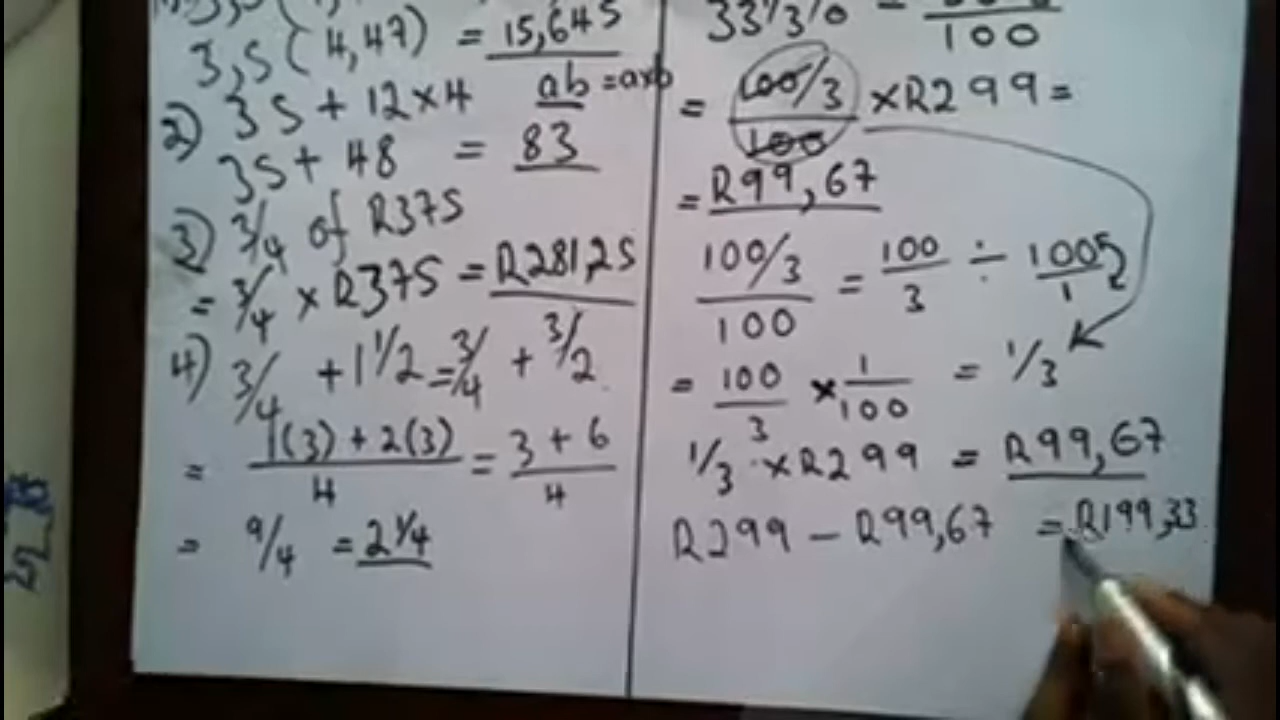 3,5(4,47) = 15,645
ab = axb
2) 35 + 12 x 4
35 + 48 = 83
3) 3/4 of R375
= 3/4 x R375 = R281,25
4) 3/4 + 1 1/2 = 3/4 + 3/2
= 1(3) + 2(3) / 4 = 3 + 6 / 4
= 9/4 = 2 1/4
33 1/3 % =
100
= 100/3 / 100 x R299 =
= R99,67
100/3 / 100 = 100 / 3 ÷ 100 / 1
= 100 / 3 x 1 / 100 = 1/3
1/3 x R299 = R99,67
R299 – R99,67 = R199,33